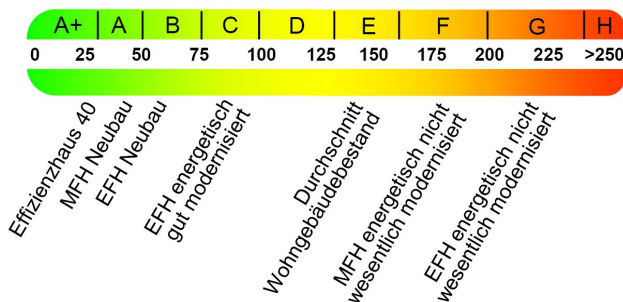 A+ A B C D E F G H
0 25 50 75 100 125 150 175 200 225 >250
Effizienzhaus 40
MFH Neubau
EFH Neubau
EFH energetisch
gut modernisiert
Durchschnitt
Wohngebäudebestand
MFH energetisch nicht
wesentlich modernisiert
EFH energetisch nicht
wesentlich modernisiert